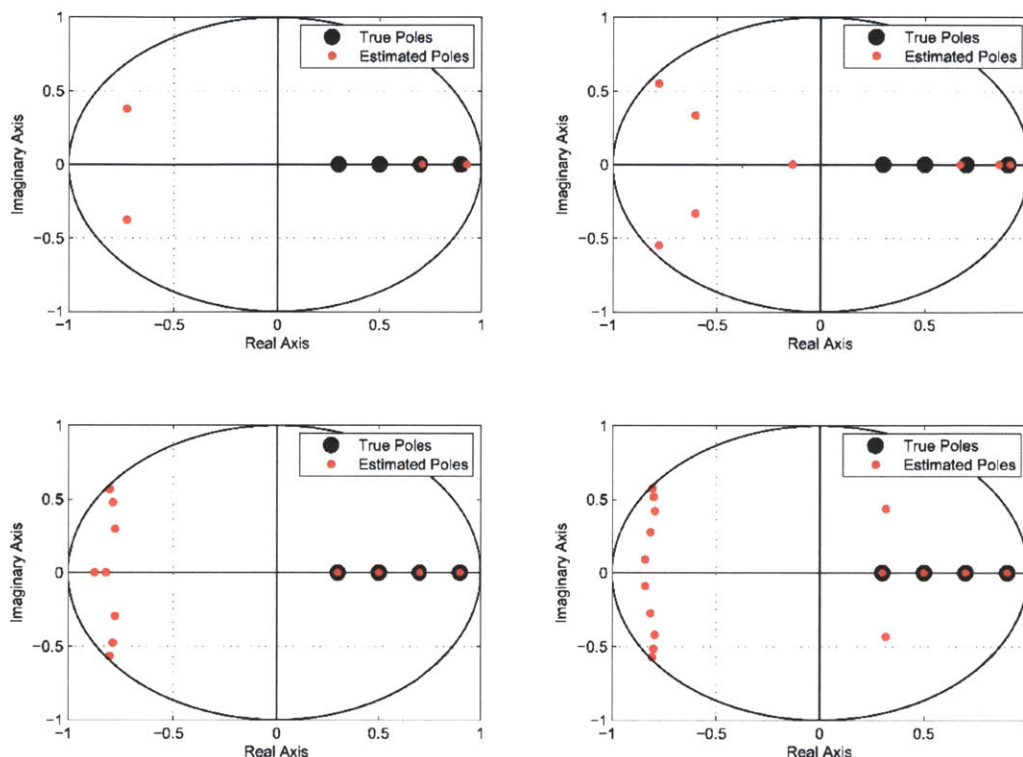 1
True Poles
Estimated Poles
0.5
Imaginary Axis
0
−0.5
−1
−1 −0.5 0 0.5 1
Real Axis
1
True Poles
Estimated Poles
0.5
Imaginary Axis
0
−0.5
−1
−1 −0.5 0 0.5
Real Axis
1
True Poles
Estimated Poles
0.5
Imaginary Axis
0
−0.5
−1
−1 −0.5 0 0.5 1
Real Axis
1
True Poles
Estimated Poles
0.5
Imaginary Axis
0
−0.5
−1
−1 −0.5 0 0.5
Real Axis